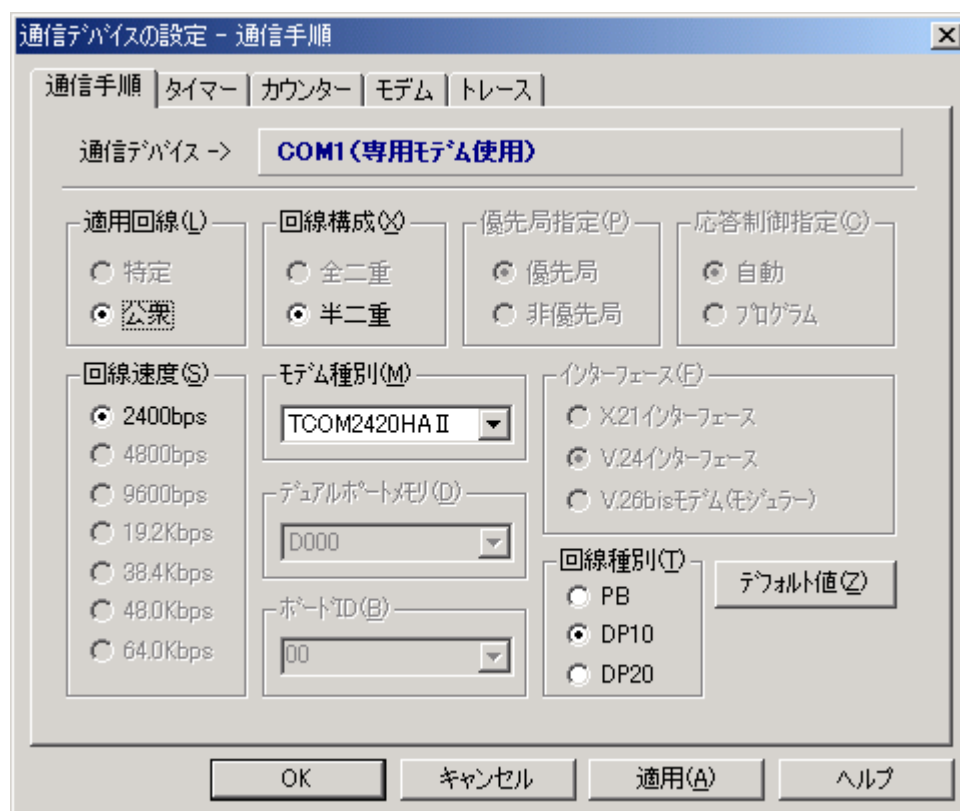 通信ﾃﾞﾊﾞｲｽの設定 - 通信手順
通信手順 タイマー カウンター モデム トレース
通信ﾃﾞﾊﾞｲｽ -> COM1(専用ﾓﾃﾞﾑ使用)
適用回線(L)
特定
公衆
回線構成(X)
全二重
半二重
優先局指定(P)
優先局
非優先局
応答制御指定(C)
自動
ﾌﾟﾛｸﾞﾗﾑ
回線速度(S)
2400bps
4800bps
9600bps
19.2Kbps
38.4Kbps
48.0Kbps
64.0Kbps
ﾓﾃﾞﾑ種別(M)
TCOM2420HAⅡ
ﾃﾞｭｱﾙﾎﾟｰﾄﾒﾓﾘ(D)
D000
ﾎﾞｰﾄﾞID(B)
00
ｲﾝﾀｰﾌｪｰｽ(F)
X.21ｲﾝﾀｰﾌｪｰｽ
V.24ｲﾝﾀｰﾌｪｰｽ
V.26bisﾓﾃﾞﾑ(ﾓｼﾞｭﾗｰ)
回線種別(T)
PB
DP10
DP20
ﾃﾞﾌｫﾙﾄ値(Z)
OK キャンセル 適用(A) ヘルプ